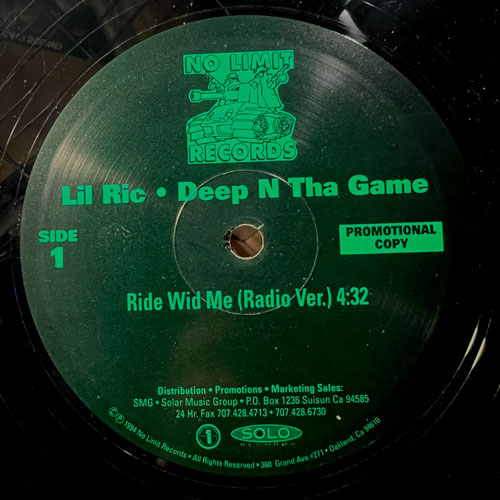 NO LIMIT
RECORDS
Lil Ric • Deep N Tha Game
SIDE
1
PROMOTIONAL
COPY
Ride Wid Me (Radio Ver.) 4:32
Distribution • Promotions • Marketing Sales:
SMG • Solar Music Group • P.O. Box 1236 Suisun Ca 94585
24 Hr. Fax 707.428.4713 • 707.428.6730
1
SOLO
RECORDS
©℗ 1994 No Limit Records • All Rights Reserved • 360 Grand Ave #271 • Oakland, Ca 94610